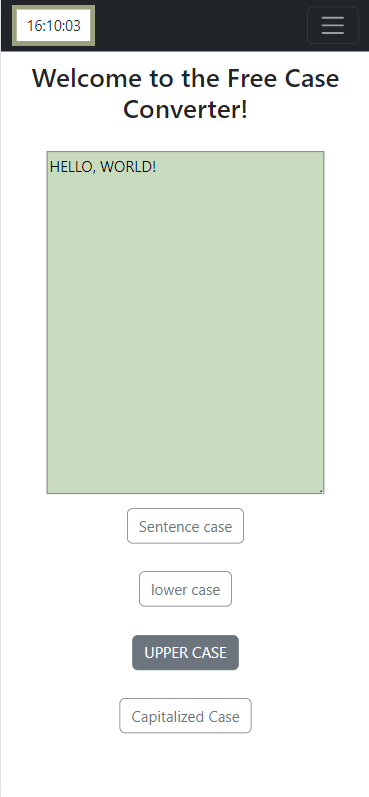 16:10:03
Welcome to the Free Case
Converter!
HELLO, WORLD!
Sentence case
lower case
UPPER CASE
Capitalized Case